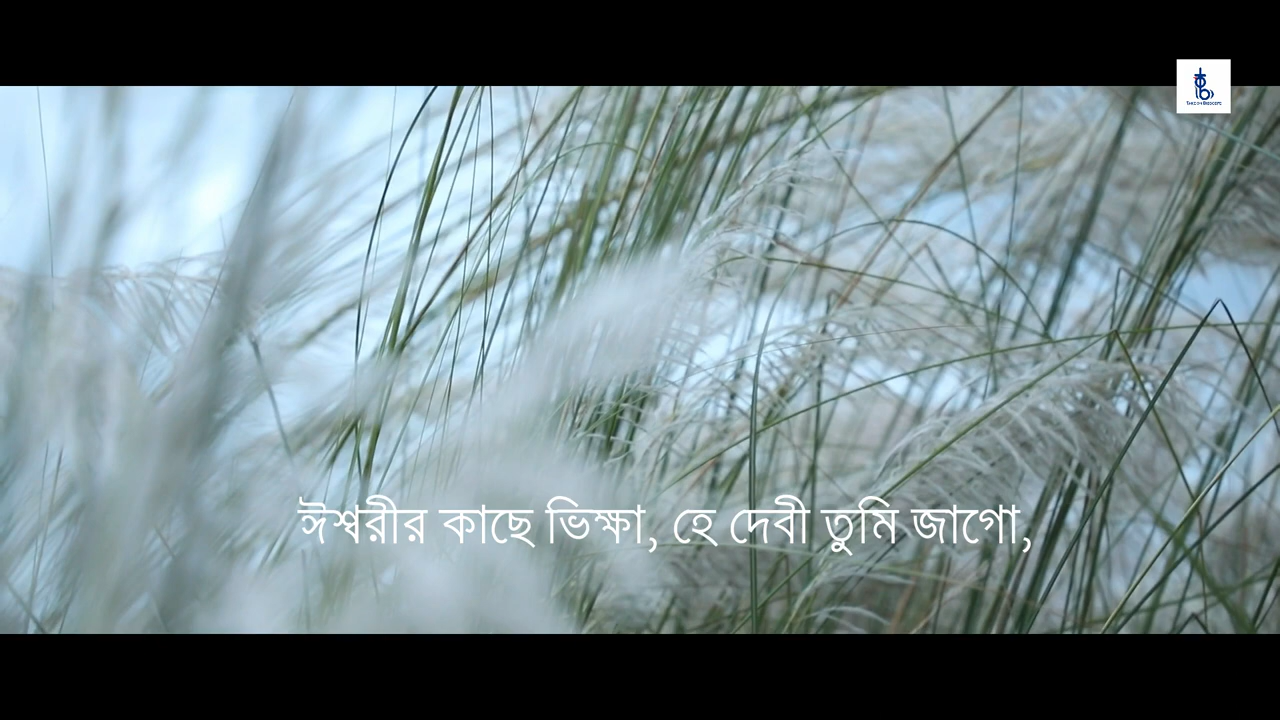 ঈশ্বরীর কাছে ভিক্ষা, হে দেবী তুমি জাগো,